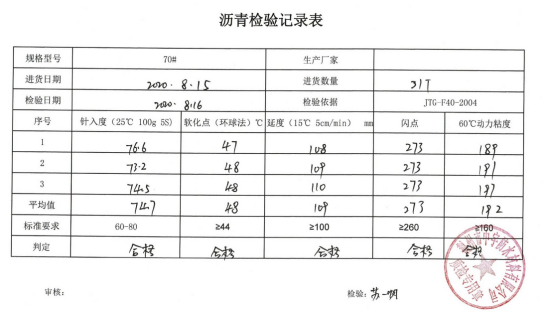 沥青检验记录表
规格型号 70# 生产厂家
进货日期 2020.8.15 进货数量 31T
检验日期 2020.8.16 检验依据 JTG-F40-2004
序号 针入度（25℃ 100g 5S） 软化点（环球法）℃ 延度（15℃ 5cm/min） mm 闪点 60℃动力粘度
1 76.6 47 108 273 189
2 73.2 48 109 273 191
3 74.5 48 110 273 197
平均值 74.7 48 109 273 192
标准要求 60-80 ≥44 ≥100 ≥260 ≥160
判定 合格 合格 合格 合格 合格
审核： 检验：苏一